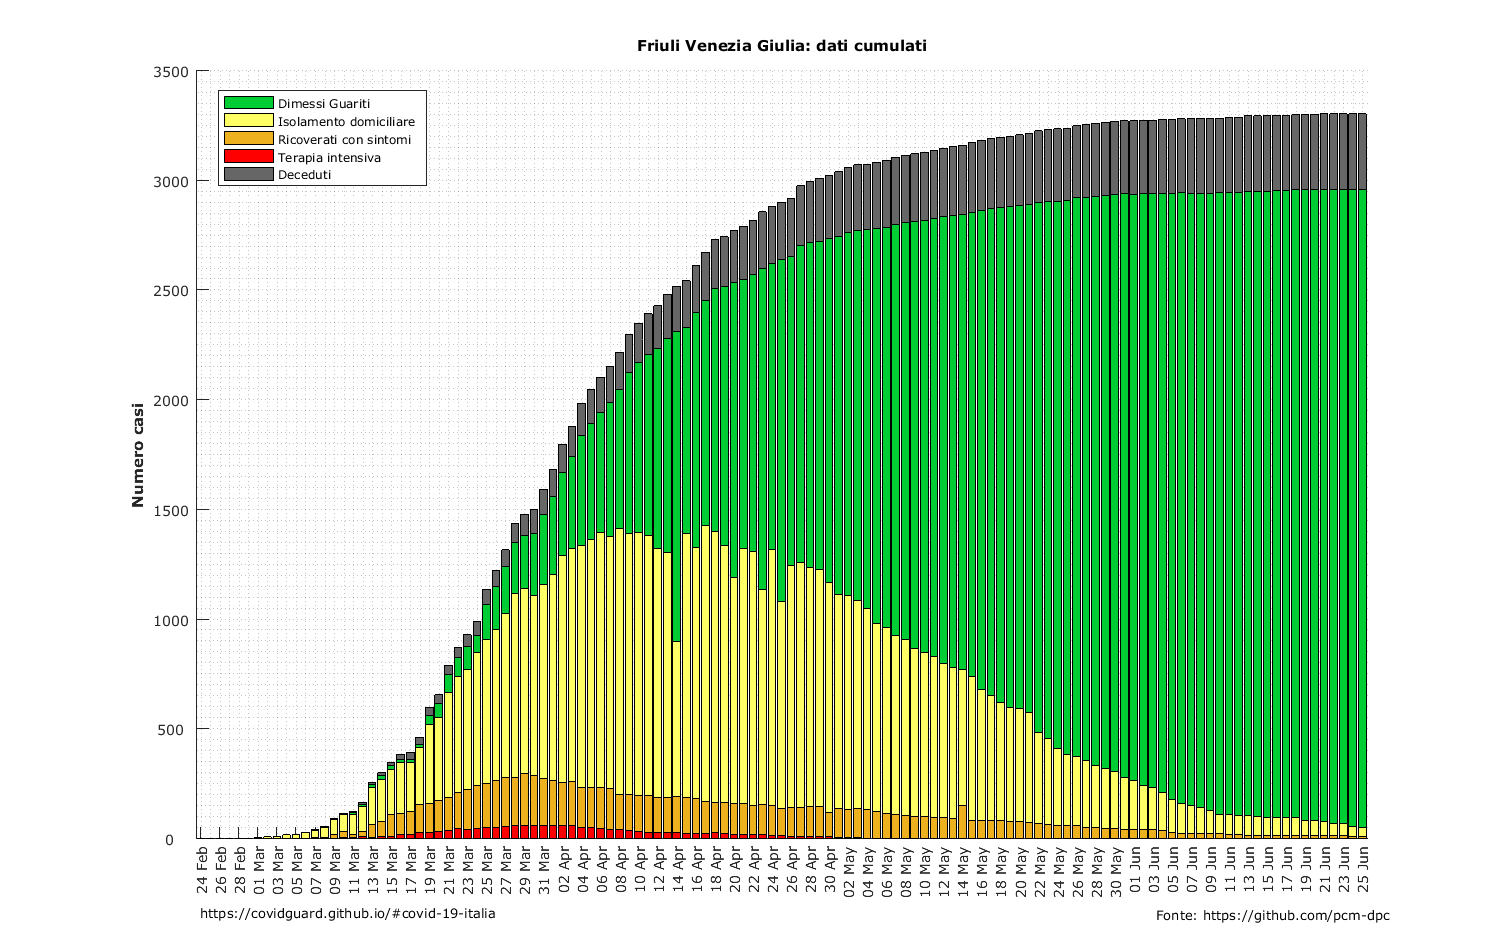 Friuli Venezia Giulia: dati cumulati
3500
3000
2500
2000
1500
1000
500
0
Numero casi
Dimessi Guariti
Isolamento domiciliare
Ricoverati con sintomi
Terapia intensiva
Deceduti
24 Feb
26 Feb
28 Feb
01 Mar
03 Mar
05 Mar
07 Mar
09 Mar
11 Mar
13 Mar
15 Mar
17 Mar
19 Mar
21 Mar
23 Mar
25 Mar
27 Mar
29 Mar
31 Mar
02 Apr
04 Apr
06 Apr
08 Apr
10 Apr
12 Apr
14 Apr
16 Apr
18 Apr
20 Apr
22 Apr
24 Apr
26 Apr
28 Apr
30 Apr
02 May
04 May
06 May
08 May
10 May
12 May
14 May
16 May
18 May
20 May
22 May
24 May
26 May
28 May
30 May
01 Jun
03 Jun
05 Jun
07 Jun
09 Jun
11 Jun
13 Jun
15 Jun
17 Jun
19 Jun
21 Jun
23 Jun
25 Jun
https://covidguard.github.io/#covid-19-italia
Fonte: https://github.com/pcm-dpc